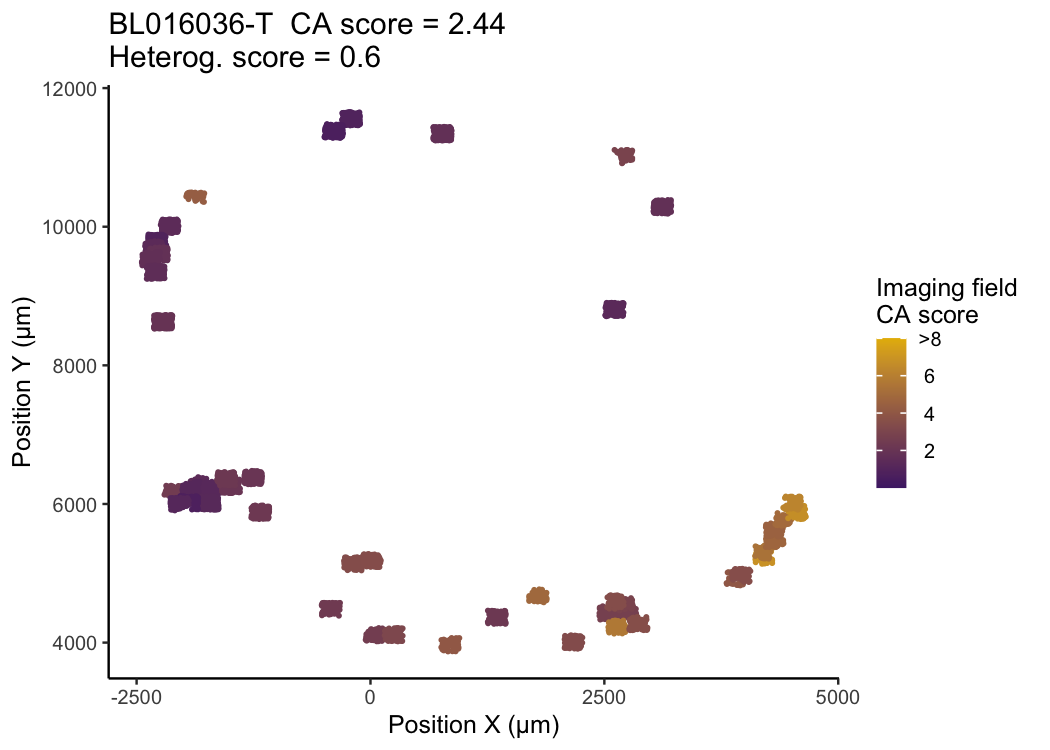 BL016036-T  CA score = 2.44
Heterog. score = 0.6
12000
10000
8000
6000
4000
Position Y (μm)
-2500
0
2500
5000
Position X (μm)
Imaging field
CA score
>8
6
4
2